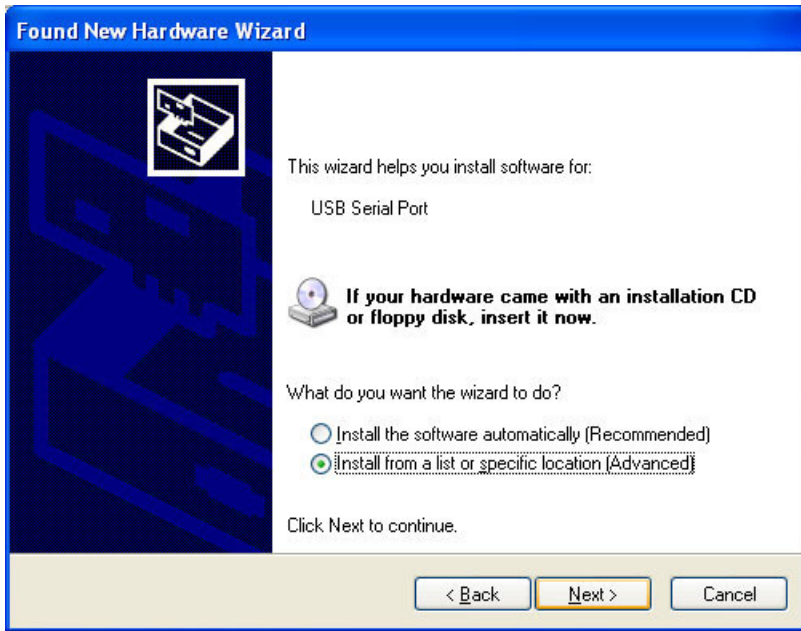 Found New Hardware Wizard
This wizard helps you install software for:
USB Serial Port
If your hardware came with an installation CD
or floppy disk, insert it now.
What do you want the wizard to do?
Install the software automatically (Recommended)
Install from a list or specific location (Advanced)
Click Next to continue.
< Back Next > Cancel